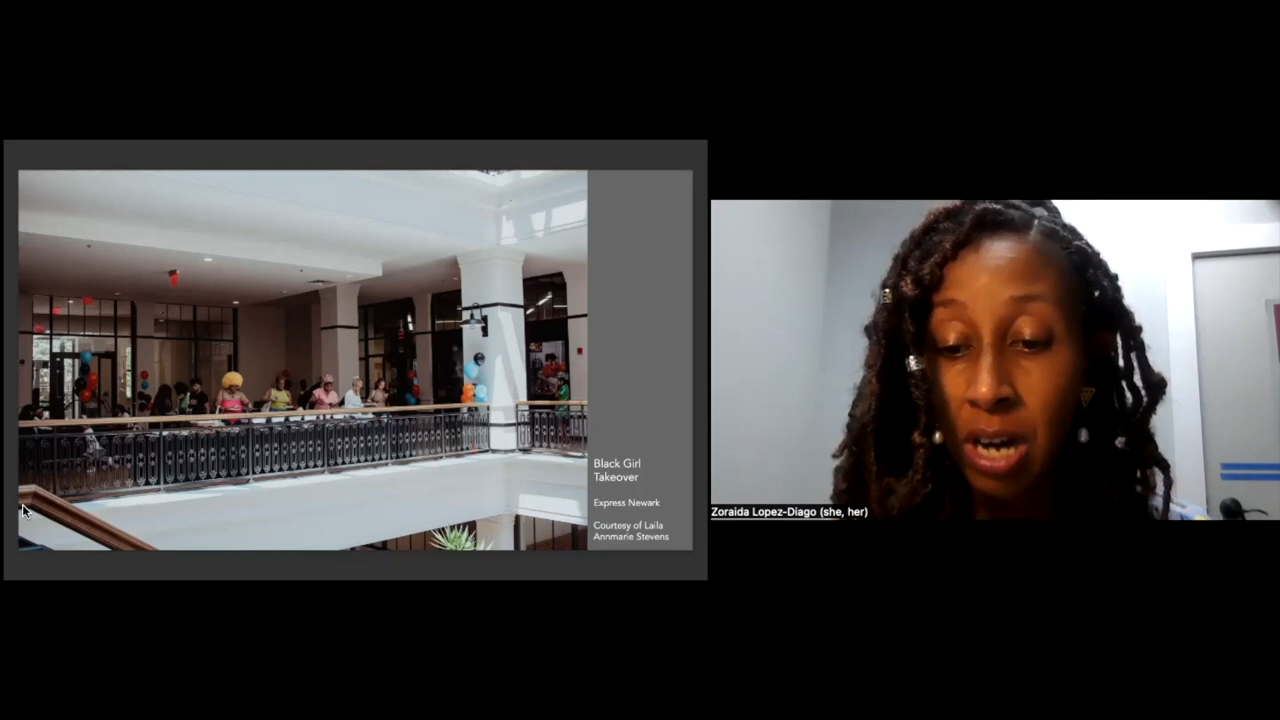 Black Girl
Takeover
Express Newark
Courtesy of Laila
Annmarie Stevens
Zoraida Lopez-Diago (she, her)